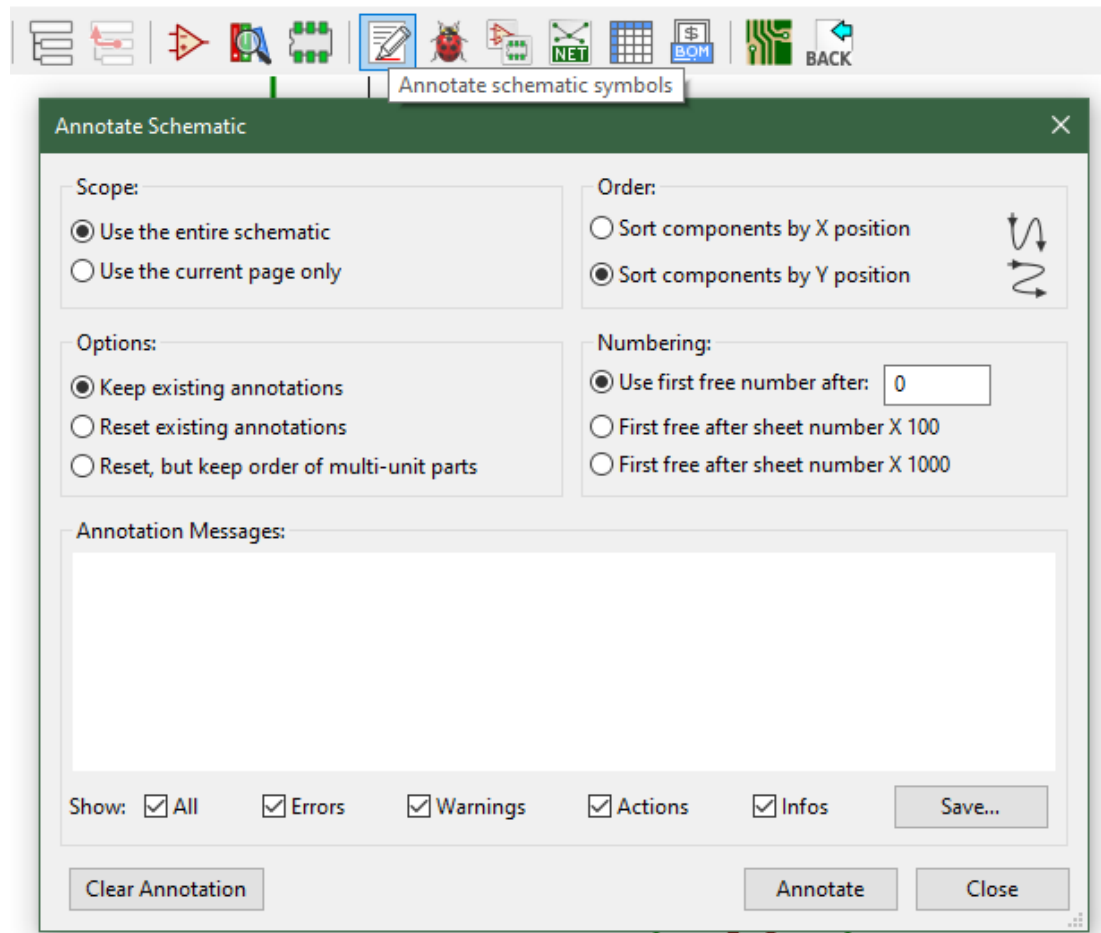 NET
$
BOM
BACK
Annotate schematic symbols
Annotate Schematic
Scope:
Use the entire schematic
Use the current page only
Order:
Sort components by X position
Sort components by Y position
Options:
Keep existing annotations
Reset existing annotations
Reset, but keep order of multi-unit parts
Numbering:
Use first free number after: 0
First free after sheet number X 100
First free after sheet number X 1000
Annotation Messages:
Show: All Errors Warnings Actions Infos Save...
Clear Annotation Annotate Close